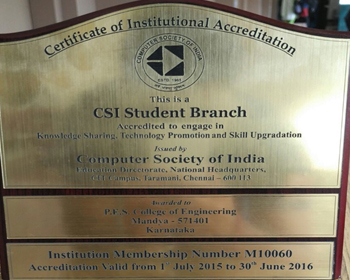 Certificate of Institutional Accreditation
COMPUTER SOCIETY OF INDIA
ESTD 1965
This is a
CSI Student Branch
Accredited to engage in
Knowledge Sharing, Technology Promotion and Skill Upgradation
Issued by
Computer Society of India
Education Directorate, National Headquarters,
Campus, Taramani, Chennai – 600 113
Awarded to
P.E.S. College of Engineering
Mandya - 571401
Karnataka
Institution Membership Number M10060
Accreditation Valid from 1 July 2015 to 30th June 2016